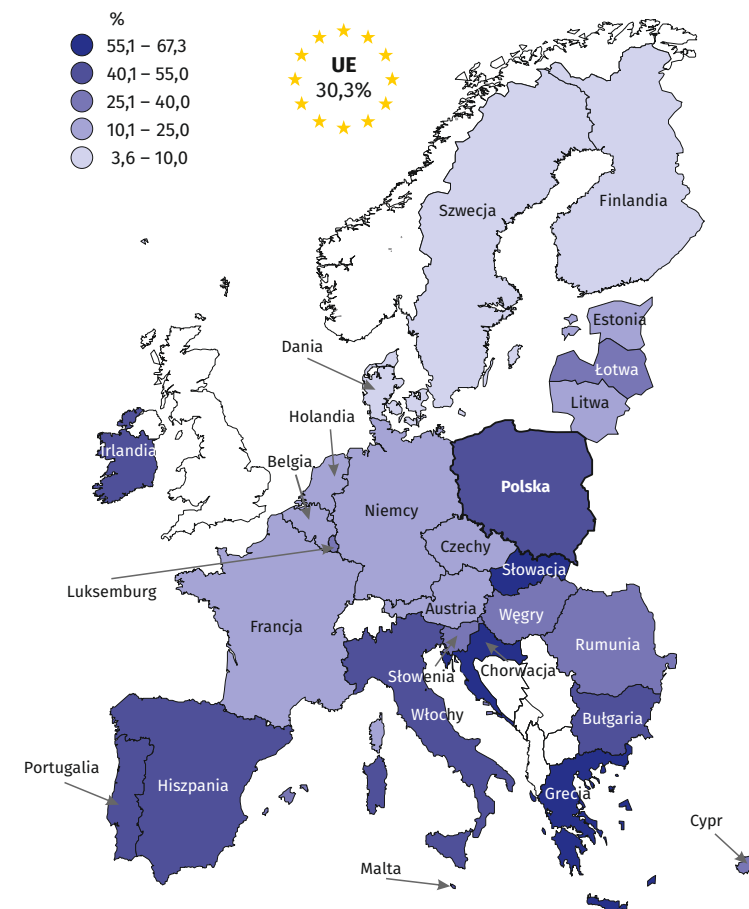 %
55,1 – 67,3
40,1 – 55,0
25,1 – 40,0
10,1 – 25,0
3,6 – 10,0
UE
30,3%
Szwecja
Finlandia
Estonia
Łotwa
Litwa
Dania
Holandia
Belgia
Irlandia
Polska
Niemcy
Czechy
Słowacja
Luksemburg
Austria
Węgry
Francja
Rumunia
Słowenia
Chorwacja
Włochy
Bułgaria
Portugalia
Hiszpania
Grecja
Cypr
Malta